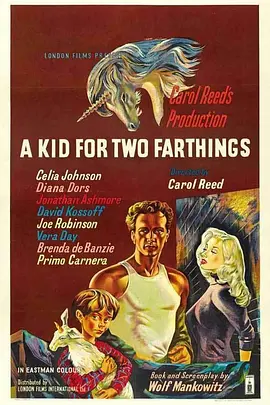 LONDON FILMS PRESENT
Carol Reed's
Production
A KID FOR TWO FARTHINGS
Celia Johnson
Diana Dors
Jonathan Ashmore
David Kossoff
Joe Robinson
Vera Day
Brenda de Banzie
Primo Carnera
Directed by
CAROL REED
IN EASTMAN COLOUR
Distributed by
LONDON FILMS INTERNATIONAL
Book and Screenplay by
Wolf Mankowitz